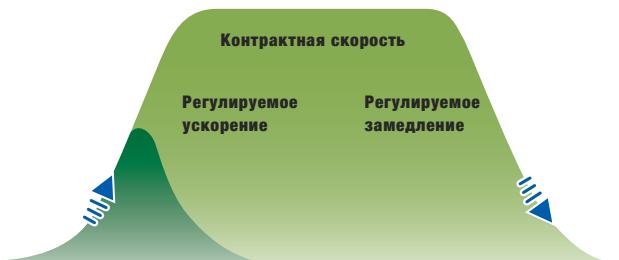 Контрактная скорость
Регулируемое
ускорение
Регулируемое
замедление